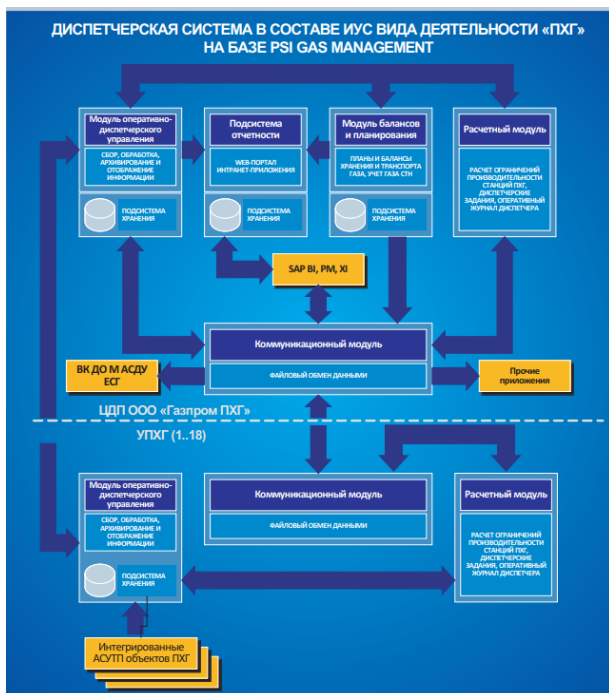 ДИСПЕТЧЕРСКАЯ СИСТЕМА В СОСТАВЕ ИУС ВИДА ДЕЯТЕЛЬНОСТИ «ПХГ»
НА БАЗЕ PSI GAS MANAGEMENT
Модуль оперативно-
диспетчерского
управления
СБОР, ОБРАБОТКА,
АРХИВИРОВАНИЕ И
ОТОБРАЖЕНИЕ
ИНФОРМАЦИИ
ПОДСИСТЕМА
ХРАНЕНИЯ
Подсистема
отчетности
WEB-ПОРТАЛ
ИНТРАНЕТ-ПРИЛОЖЕНИЯ
ПОДСИСТЕМА
ХРАНЕНИЯ
Модуль балансов
и планирования
ПЛАНЫ И БАЛАНСЫ
ХРАНЕНИЯ И ТРАНСПОРТА
ГАЗА, УЧЕТ ГАЗА СТН
ПОДСИСТЕМА
ХРАНЕНИЯ
Расчетный модуль
РАСЧЕТ ОГРАНИЧЕНИЙ
ПРОИЗВОДИТЕЛЬНОСТИ
СТАНЦИЙ ПХГ,
ДИСПЕТЧЕРСКИЕ
ЗАДАНИЯ, ОПЕРАТИВНЫЙ
ЖУРНАЛ ДИСПЕТЧЕРА
SAP BI, PM, XI
Коммуникационный модуль
ФАЙЛОВЫЙ ОБМЕН ДАННЫМИ
ВК ДО М АСДУ
ЕСГ
Прочие
приложения
ЦДП ООО «Газпром ПХГ»
УПХГ (1..18)
Модуль оперативно-
диспетчерского
управления
СБОР, ОБРАБОТКА,
АРХИВИРОВАНИЕ И
ОТОБРАЖЕНИЕ
ИНФОРМАЦИИ
ПОДСИСТЕМА
ХРАНЕНИЯ
Коммуникационный модуль
ФАЙЛОВЫЙ ОБМЕН ДАННЫМИ
Расчетный модуль
РАСЧЕТ ОГРАНИЧЕНИЙ
ПРОИЗВОДИТЕЛЬНОСТИ
СТАНЦИЙ ПХГ,
ДИСПЕТЧЕРСКИЕ
ЗАДАНИЯ, ОПЕРАТИВНЫЙ
ЖУРНАЛ ДИСПЕТЧЕРА
Интегрированные
АСУТП объектов ПХГ